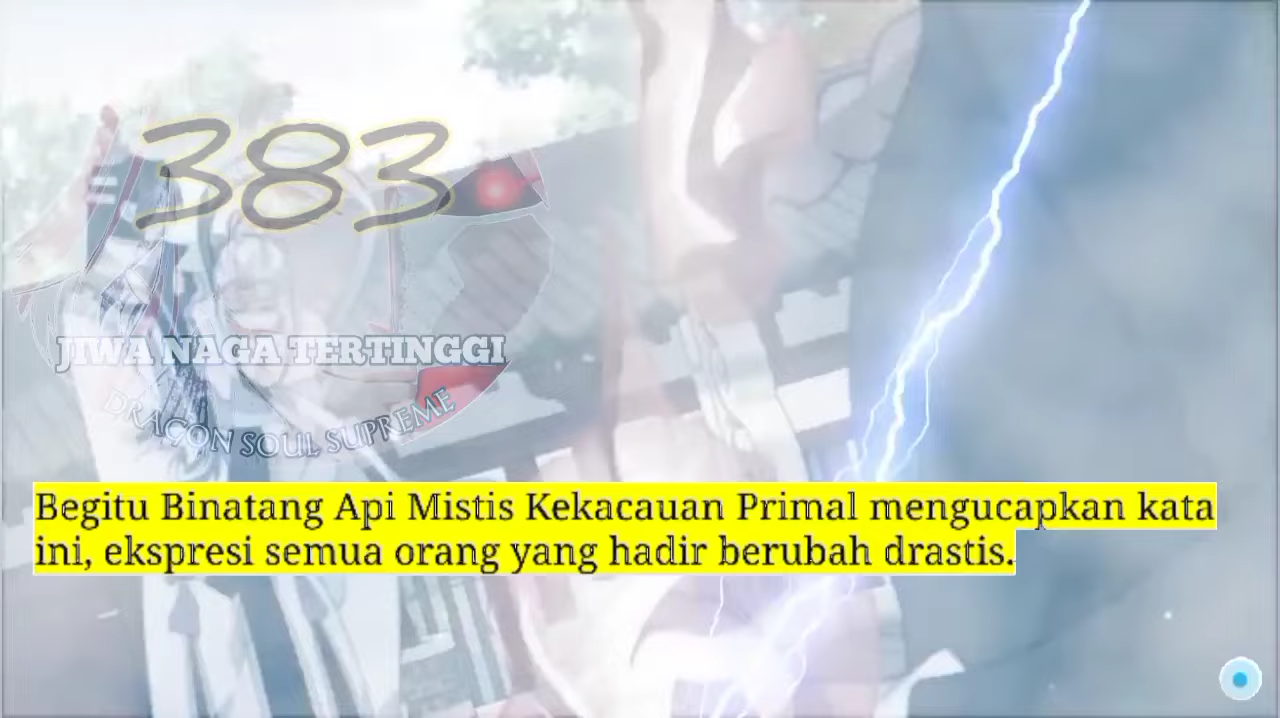 383
JIWA NAGA TERTINGGI
DRAGON SOUL SUPREME
Begitu Binatang Api Mistis Kekacauan Primal mengucapkan kata
ini, ekspresi semua orang yang hadir berubah drastis.